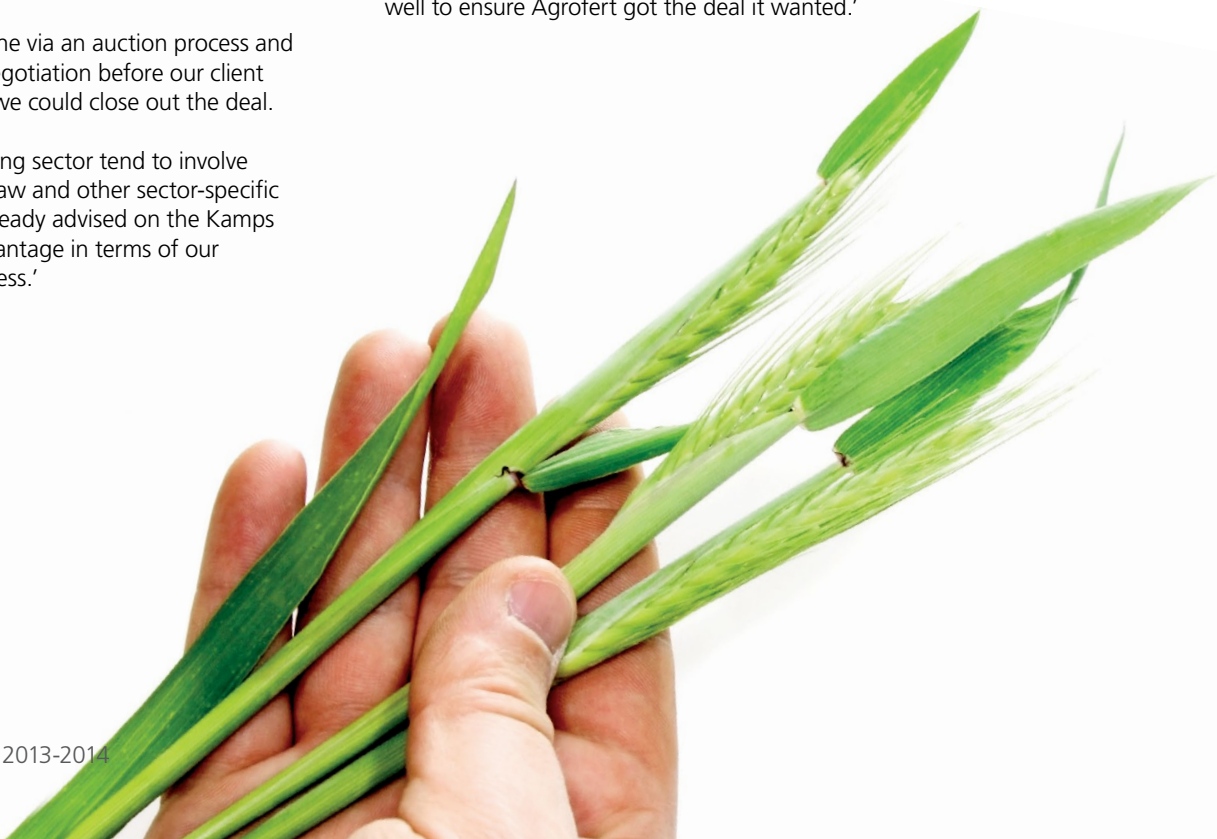 ne via an auction process and
gotiation before our client
we could close out the deal.
ng sector tend to involve
aw and other sector-specific
eady advised on the Kamps
antage in terms of our
ess.’
well to ensure Agrofert got the deal it wanted.’
2013-2014